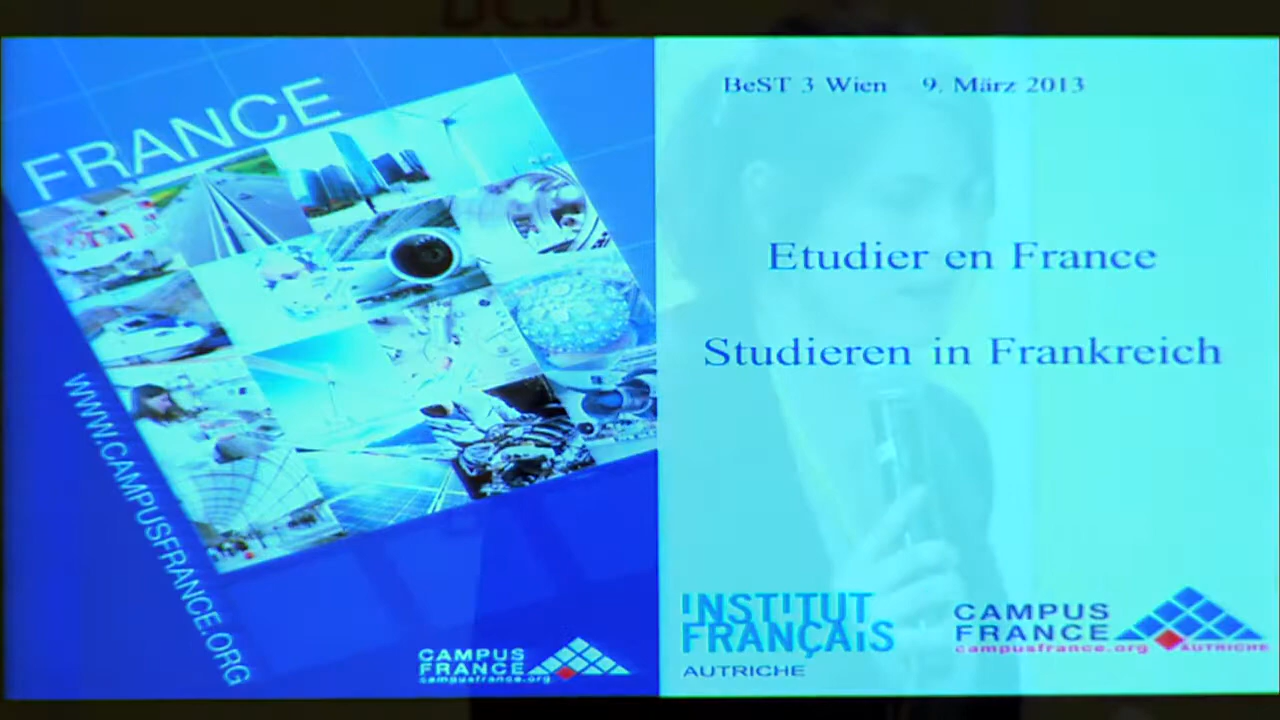 FRANCE
WWW.CAMPUSFRANCE.ORG
CAMPUS
FRANCE
campusfrance.org
BeST 3 Wien 9. März 2013
Etudier en France
Studieren in Frankreich
INSTITUT
FRANÇAIS
AUTRICHE
CAMPUS
FRANCE
campusfrance.org AUTRICHE